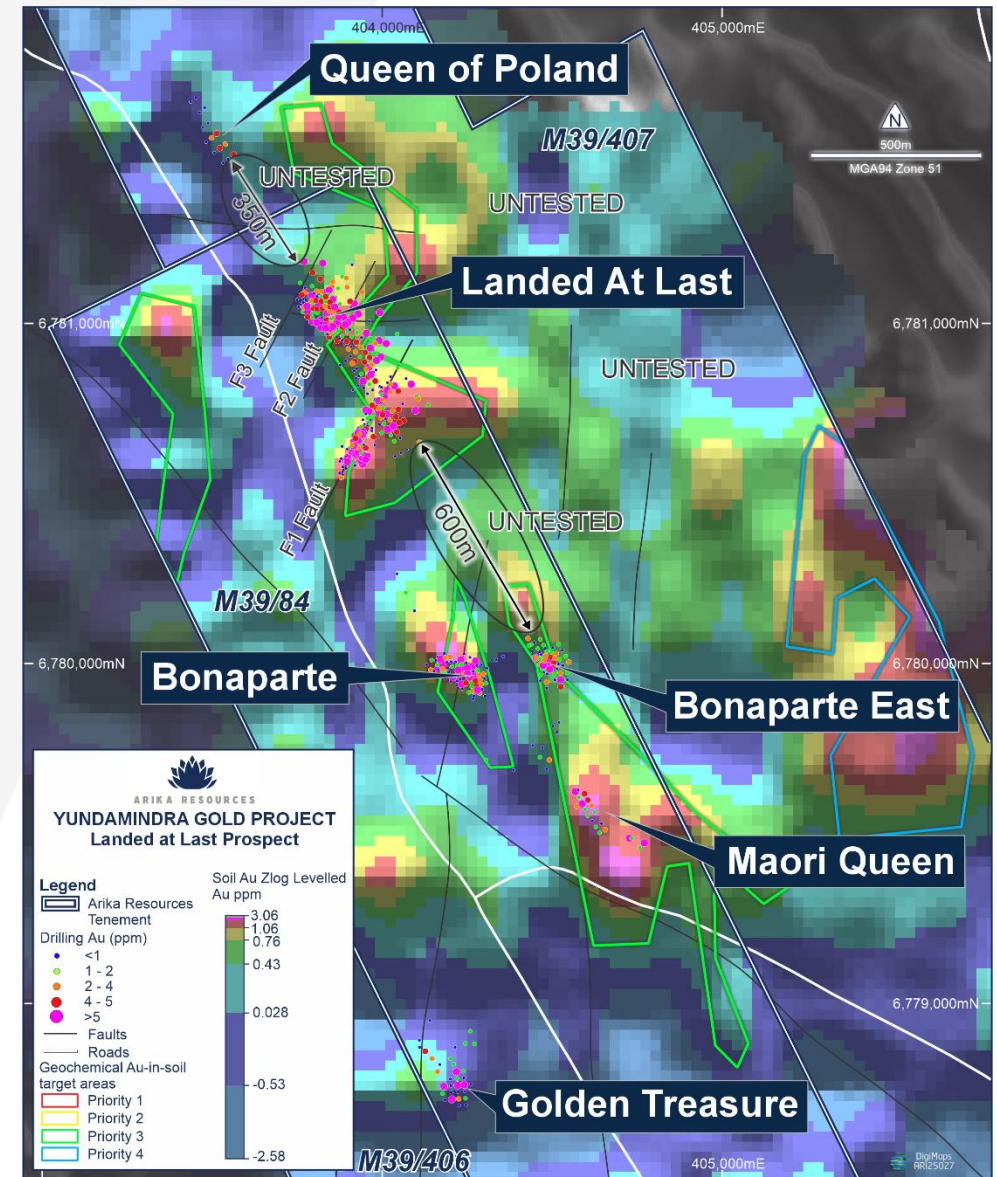 404,000mE
405,000mE
Queen of Poland
N
500m
MGA94 Zone 51
M39/407
UNTESTED
UNTESTED
350m
Landed At Last
6,781,000mN
6,781,000mN
F3 Fault
UNTESTED
F2 Fault
F1 Fault
600m
UNTESTED
M39/84
6,780,000mN
6,780,000mN
Bonaparte
Bonaparte East
Maori Queen
ARIKA RESOURCES
YUNDAMINDRA GOLD PROJECT
Landed at Last Prospect
Legend
Arika Resources
Tenement
Drilling Au (ppm)
<1
1 - 2
2 - 4
4 - 5
>5
Faults
Roads
Geochemical Au-in-soil
target areas
Priority 1
Priority 2
Priority 3
Priority 4
Soil Au Zlog Levelled
Au ppm
3.06
1.06
0.76
0.43
0.028
-0.53
-2.58
6,779,000mN
Golden Treasure
M39/406
405,000mE
DigiMaps
ARI25027